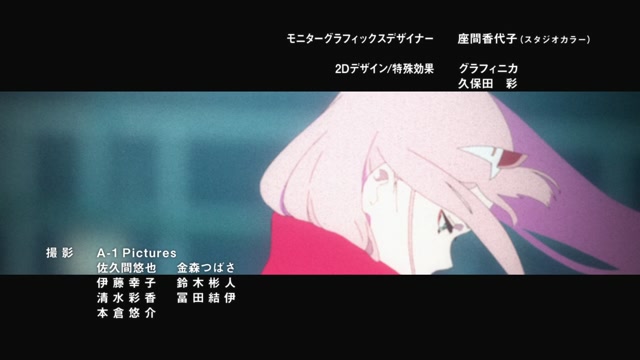 モニターグラフィックスデザイナー 座間香代子(スタジオカラー)
2Dデザイン/特殊効果 グラフィニカ
久保田 彩
撮影 A-1 Pictures
佐久間悠也 金森つばさ
伊藤幸子 鈴木彬人
清水彩香 冨田結伊
本倉悠介